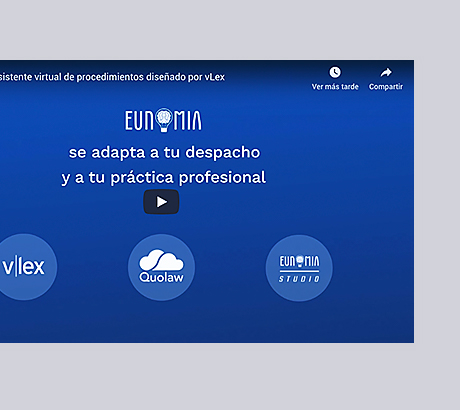 sistente virtual de procedimientos diseñado por vLex
Ver más tarde
Compartir
EUNOMIA
se adapta a tu despacho
y a tu práctica profesional
v|lex
Quolaw
EUNOMIA
STUDIO